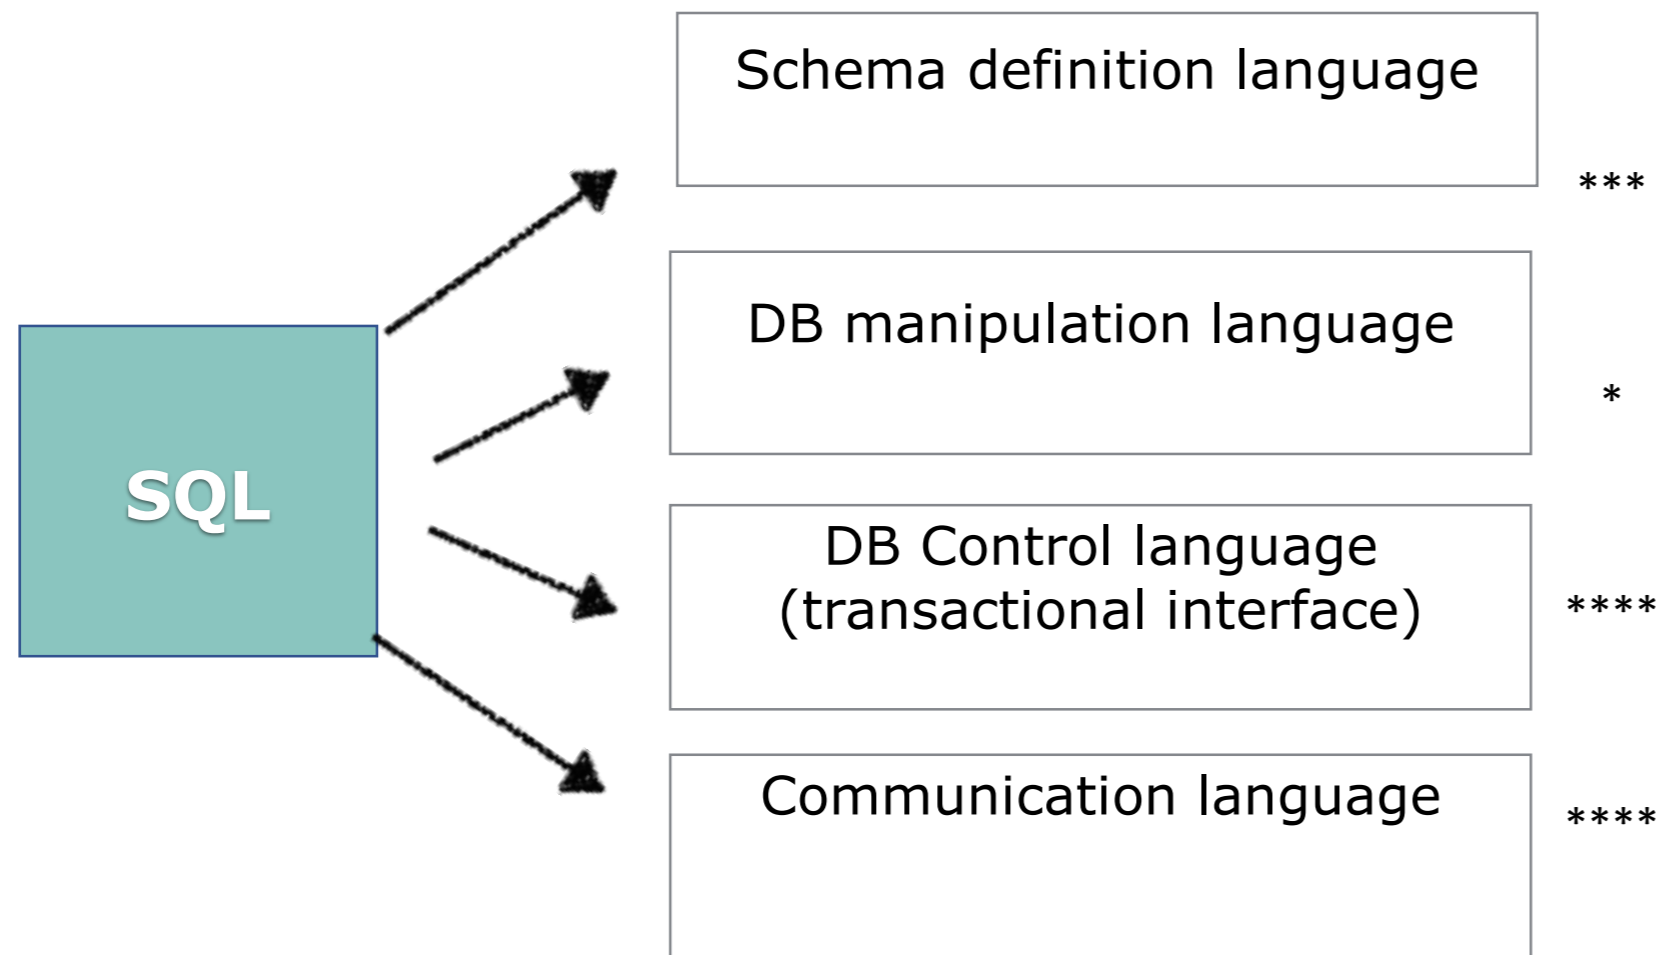 Schema definition language
***
DB manipulation language
*
SQL
DB Control language
(transactional interface)
****
Communication language
****